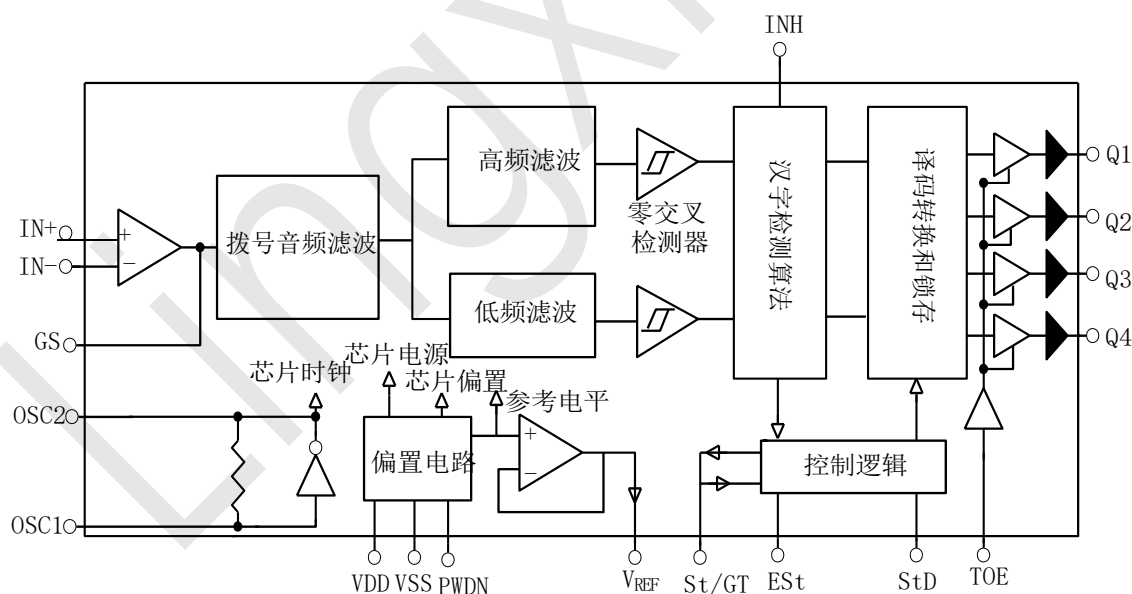 INH
高频滤波
零交叉
检测器
汉字检测算法
译码转换和锁存
Q1
Q2
Q3
Q4
IN+
IN-
+
-
拨号音频滤波
低频滤波
GS
芯片时钟
芯片电源
芯片偏置
参考电平
OSC2
OSC1
偏置电路
+
-
控制逻辑
VDD
VSS
PWDN
VREF
St/GT
ESt
StD
TOE